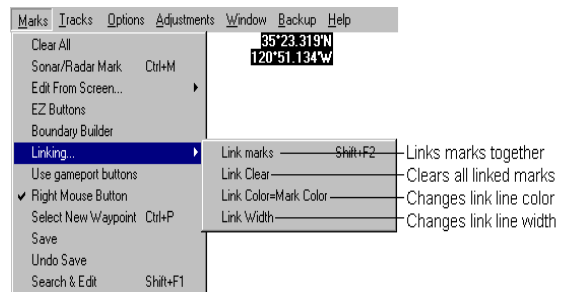 Marks Tracks Options Adjustments Window Backup Help
35°23.319'N
120°51.134'W
Clear All
Sonar/Radar Mark Ctrl+M
Edit From Screen...
EZ Buttons
Boundary Builder
Linking...
Use gameport buttons
Right Mouse Button
Select New Waypoint Ctrl+P
Save
Undo Save
Search & Edit Shift+F1
Link marks Shift+F2 Links marks together
Link Clear Clears all linked marks
Link Color=Mark Color Changes link line color
Link Width Changes link line width